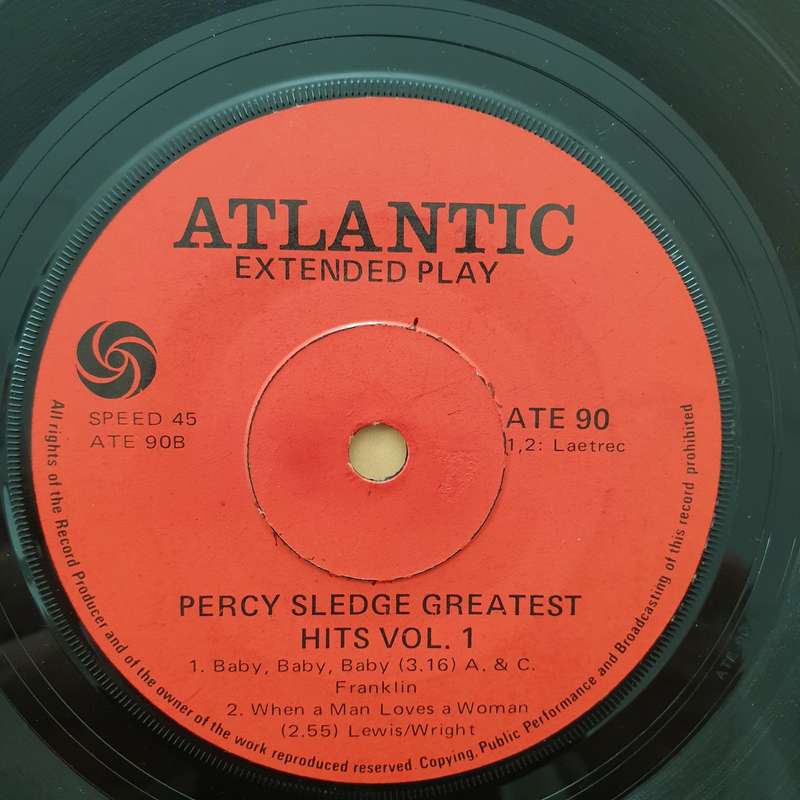 ATLANTIC
EXTENDED PLAY
SPEED 45
ATE 90B
ATE 90
1,2: Laetrec
PERCY SLEDGE GREATEST
HITS VOL. 1
1. Baby, Baby, Baby (3.16) A. & C.
Franklin
2. When a Man Loves a Woman
(2.55) Lewis/Wright
All rights of the Record Producer and of the owner of the work reproduced reserved. Copying, Public Performance and Broadcasting of this record prohibited